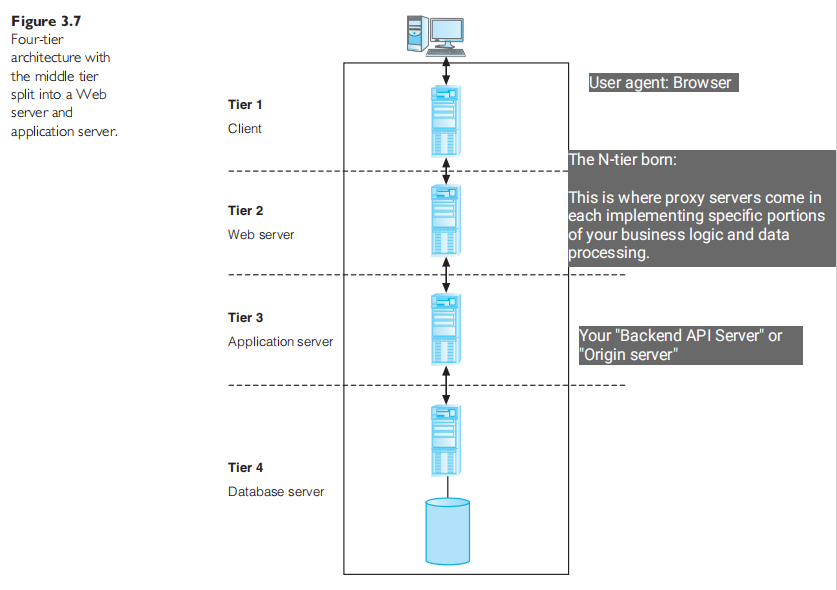 Figure 3.7
Four-tier
architecture with
the middle tier
split into a Web
server and
application server.
User agent: Browser
Tier 1
Client
The N-tier born:
This is where proxy servers come in
each implementing specific portions
of your business logic and data
processing.
Tier 2
Web server
Tier 3
Application server
Your "Backend API Server" or
"Origin server"
Tier 4
Database server